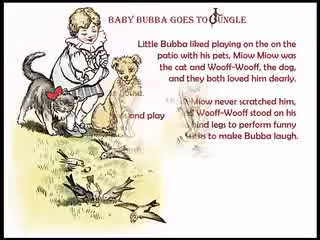 BABY BUBBA GOES TO JUNGLE
Little Bubba liked playing on the on the
patio with his pets, Miow Miow was
the cat and Wooff-Wooff, the dog,
and they both loved him dearly.
Miow never scratched him,
and play Wooff-Wooff stood on his
hind legs to perform funny
to make Bubba laugh.